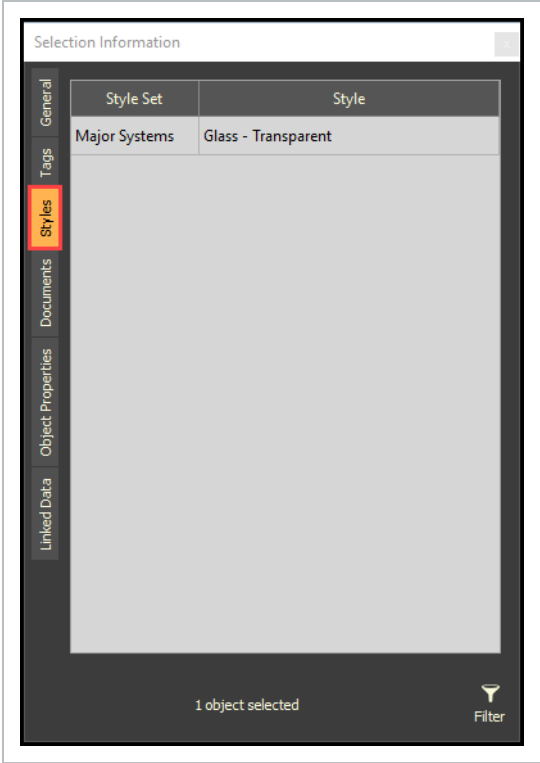 Selection Information
x
General
Tags
Styles
Documents
Object Properties
Linked Data
Style Set Style
Major Systems Glass - Transparent
1 object selected
Filter